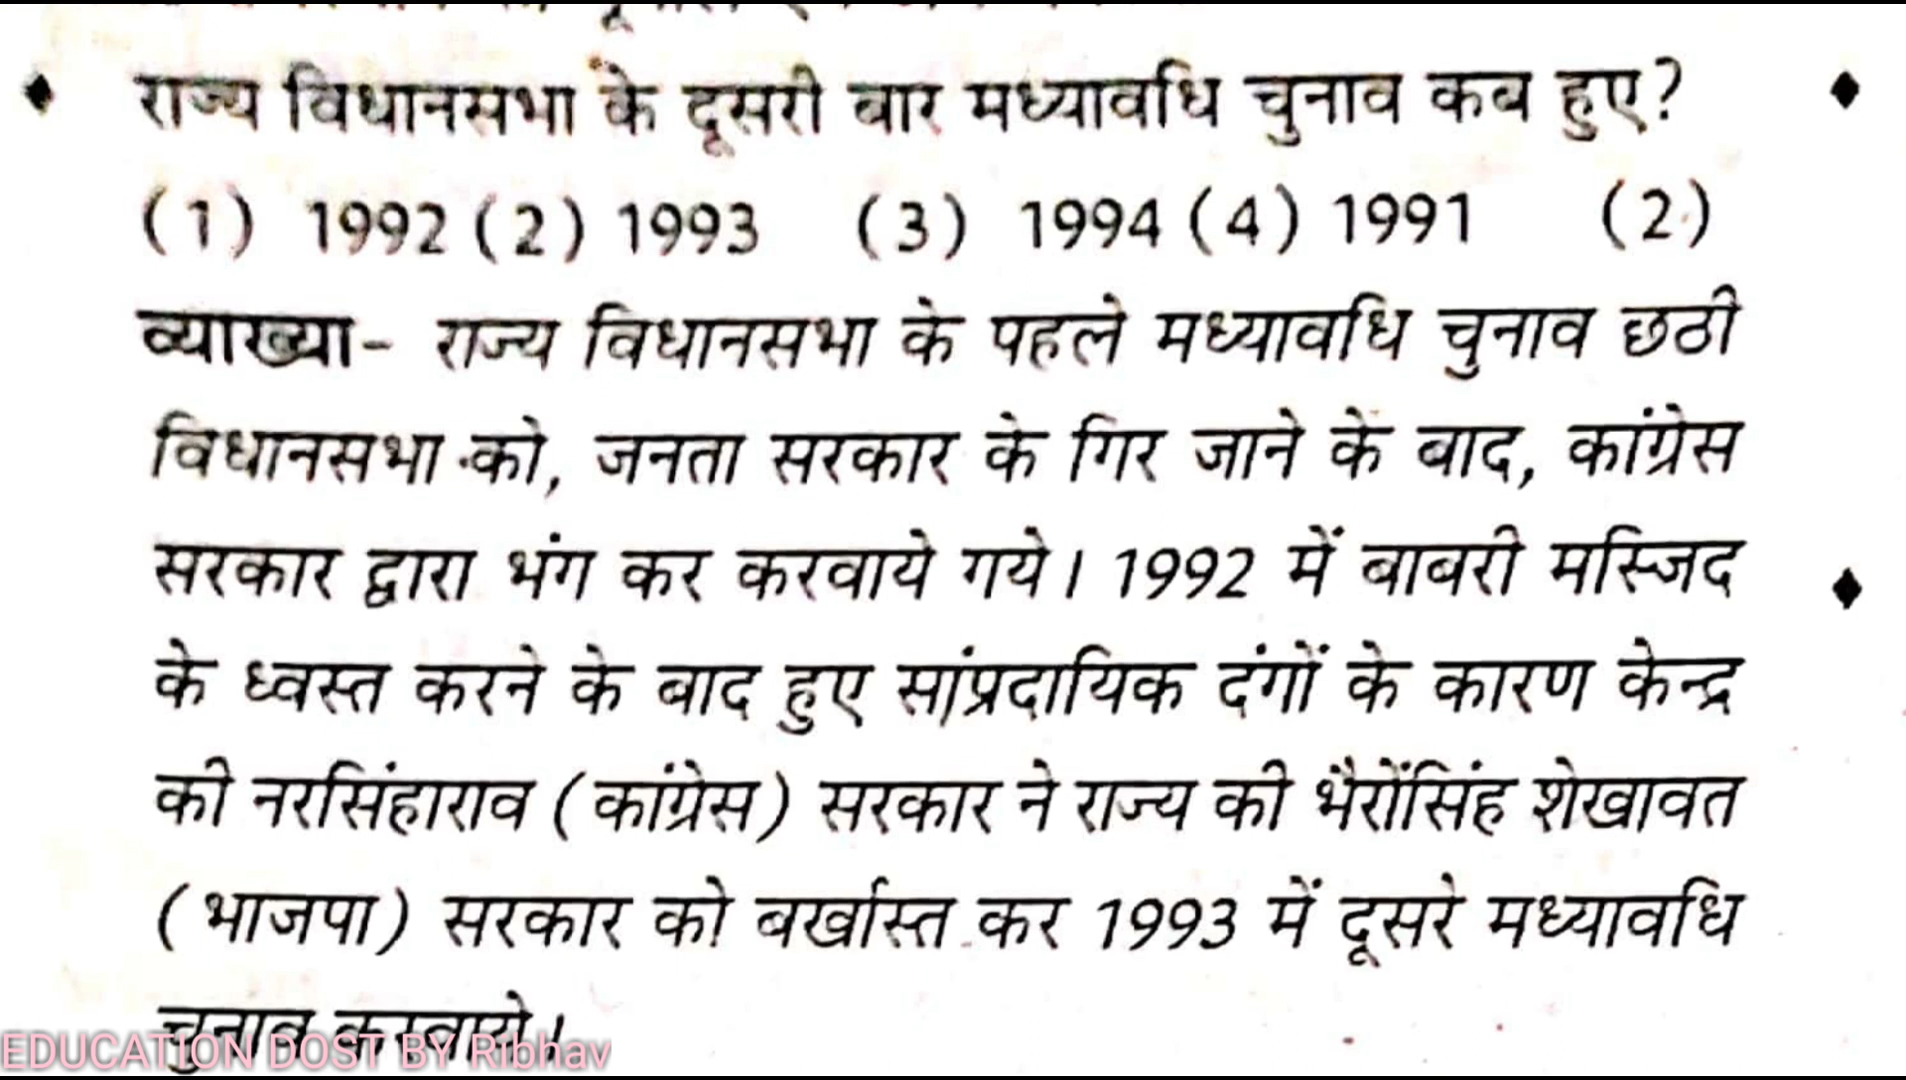 राज्य विधानसभा के दूसरी बार मध्यावधि चुनाव कब हुए?
(1) 1992 (2) 1993 (3) 1994 (4) 1991 (2)
व्याख्या- राज्य विधानसभा के पहले मध्यावधि चुनाव छठी
विधानसभा को, जनता सरकार के गिर जाने के बाद, कांग्रेस
सरकार द्वारा भंग कर करवाये गये। 1992 में बाबरी मस्जिद
के ध्वस्त करने के बाद हुए सांप्रदायिक दंगों के कारण केन्द्र
की नरसिंहाराव (कांग्रेस) सरकार ने राज्य की भैरोंसिंह शेखावत
(भाजपा) सरकार को बर्खास्त कर 1993 में दूसरे मध्यावधि
चुनाव करवाये।
EDUCATION DOST BY Ribhav